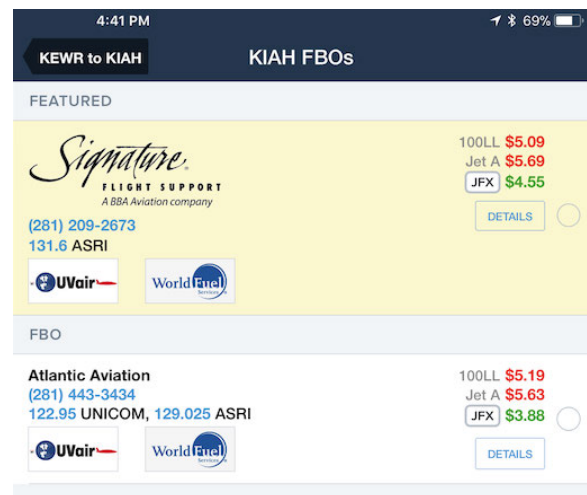 4:41 PM
69%
KEWR to KIAH
KIAH FBOs
FEATURED
Signature
FLIGHT SUPPORT
A BBA Aviation company
100LL $5.09
Jet A $5.69
JFX $4.55
DETAILS
(281) 209-2673
131.6 ASRI
UVair
World Fuel
Services
FBO
Atlantic Aviation
(281) 443-3434
122.95 UNICOM, 129.025 ASRI
100LL $5.19
Jet A $5.63
JFX $3.88
DETAILS
UVair
World Fuel
Services